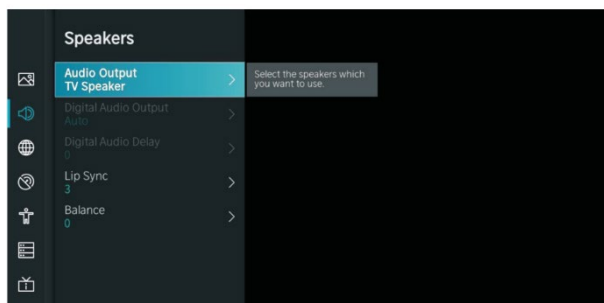 Speakers
Audio Output
TV Speaker
Select the speakers which
you want to use.
Digital Audio Output
Auto
Digital Audio Delay
0
Lip Sync
3
Balance
0